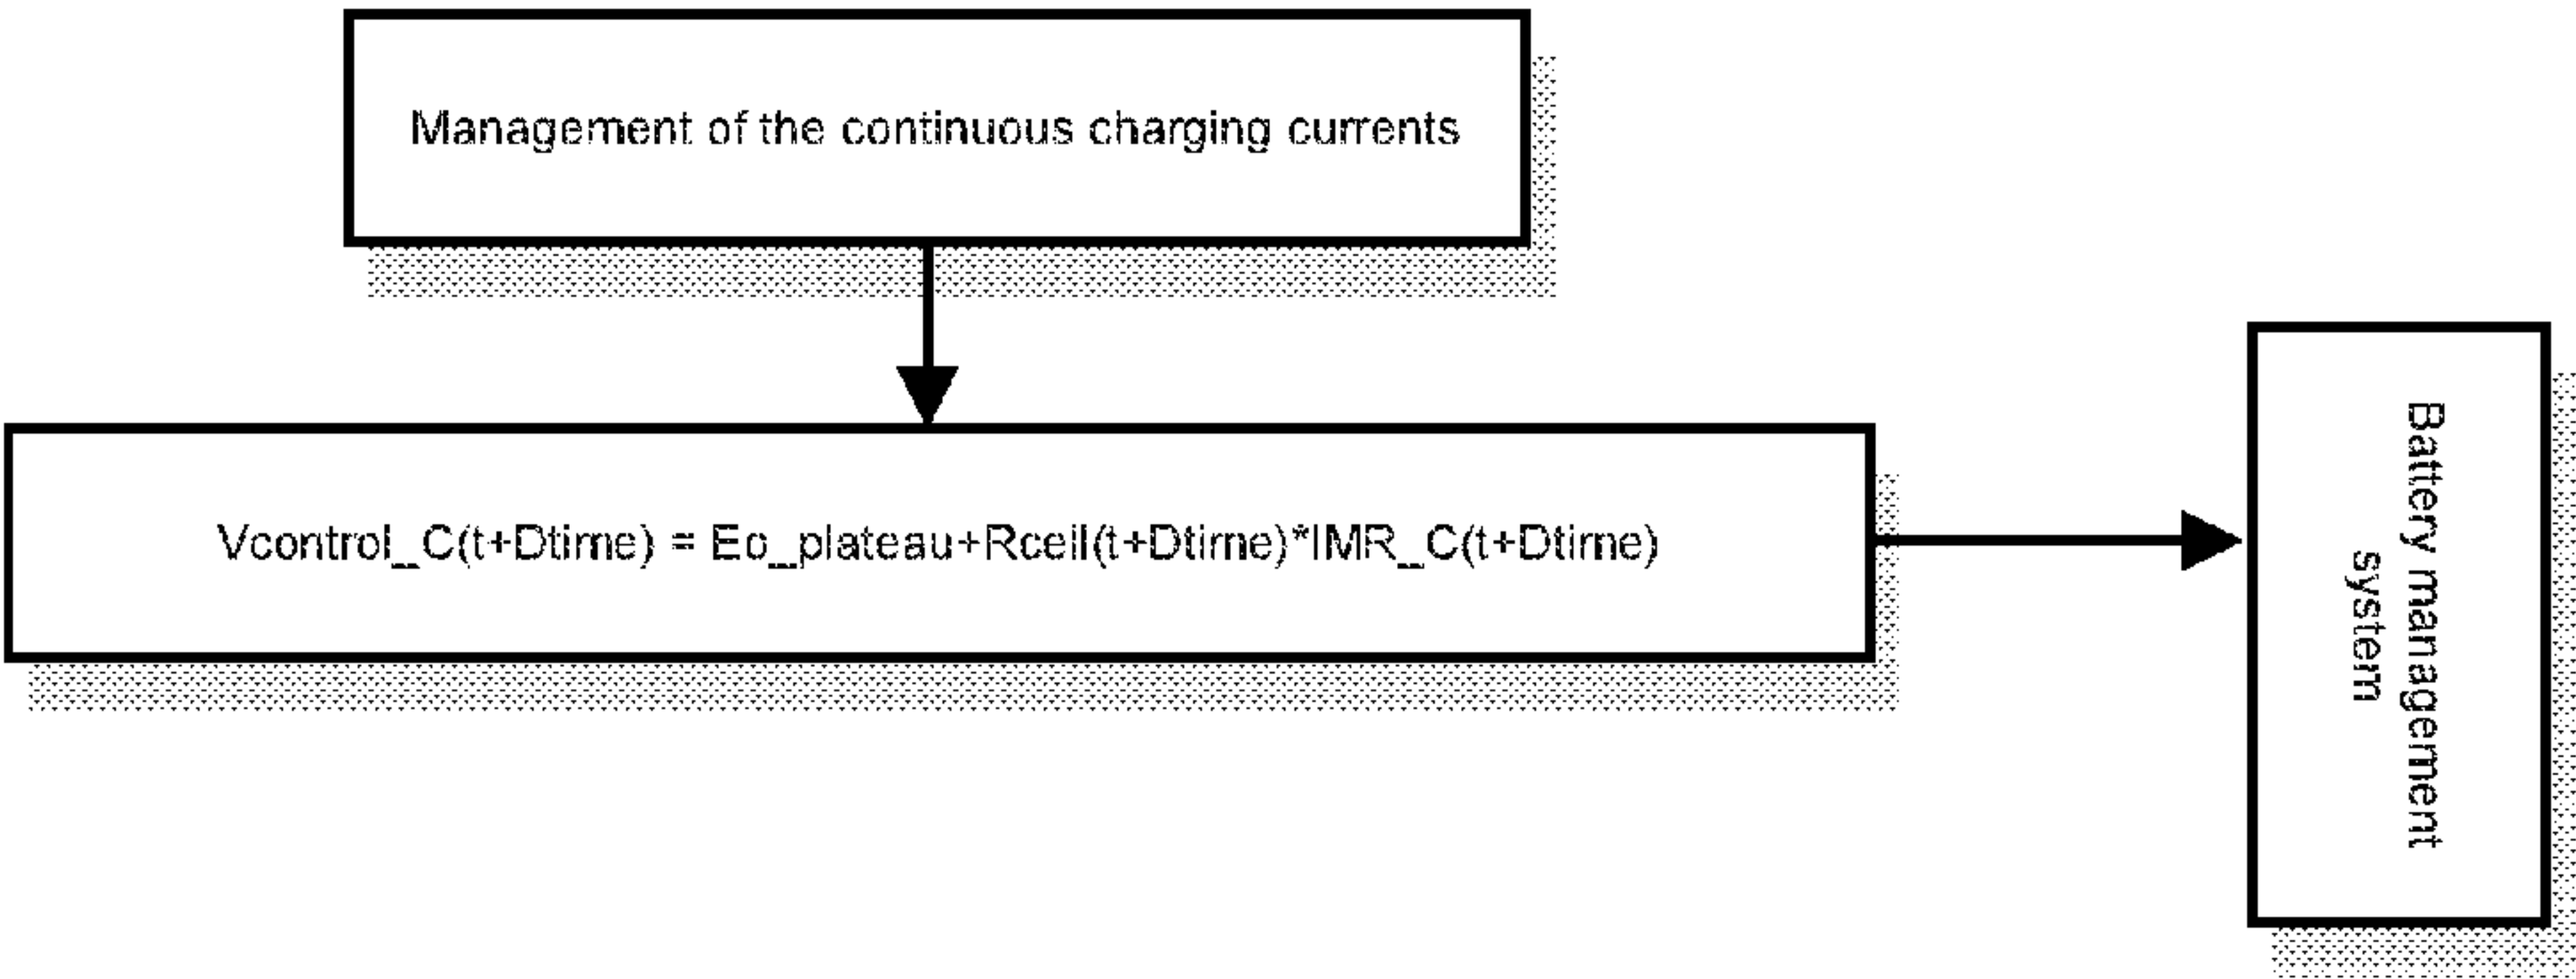 Management of the continuous charging currents
Vcontrol_C(t+Dtime) = Eo_plateau+Rcell(t+Dtime)*IMR_C(t+Dtime)
Battery management
system